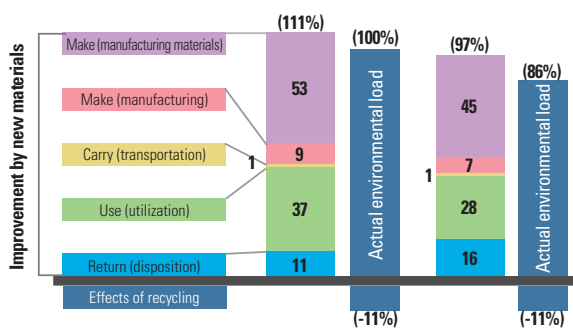 Improvement by new materials
Make (manufacturing materials)
Make (manufacturing)
Carry (transportation)
Use (utilization)
Return (disposition)
Effects of recycling
(111%)
53
9
1
37
11
(100%)
Actual environmental load
(-11%)
(97%)
45
7
1
28
16
(86%)
Actual environmental load
(-11%)